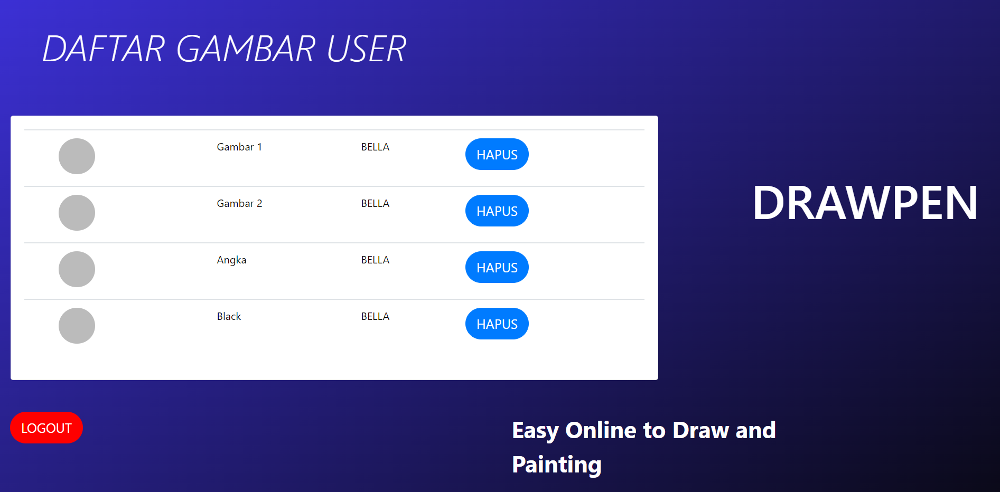 DAFTAR GAMBAR USER
Gambar 1 BELLA HAPUS
Gambar 2 BELLA HAPUS
Angka BELLA HAPUS
Black BELLA HAPUS
DRAWPEN
LOGOUT
Easy Online to Draw and
Painting